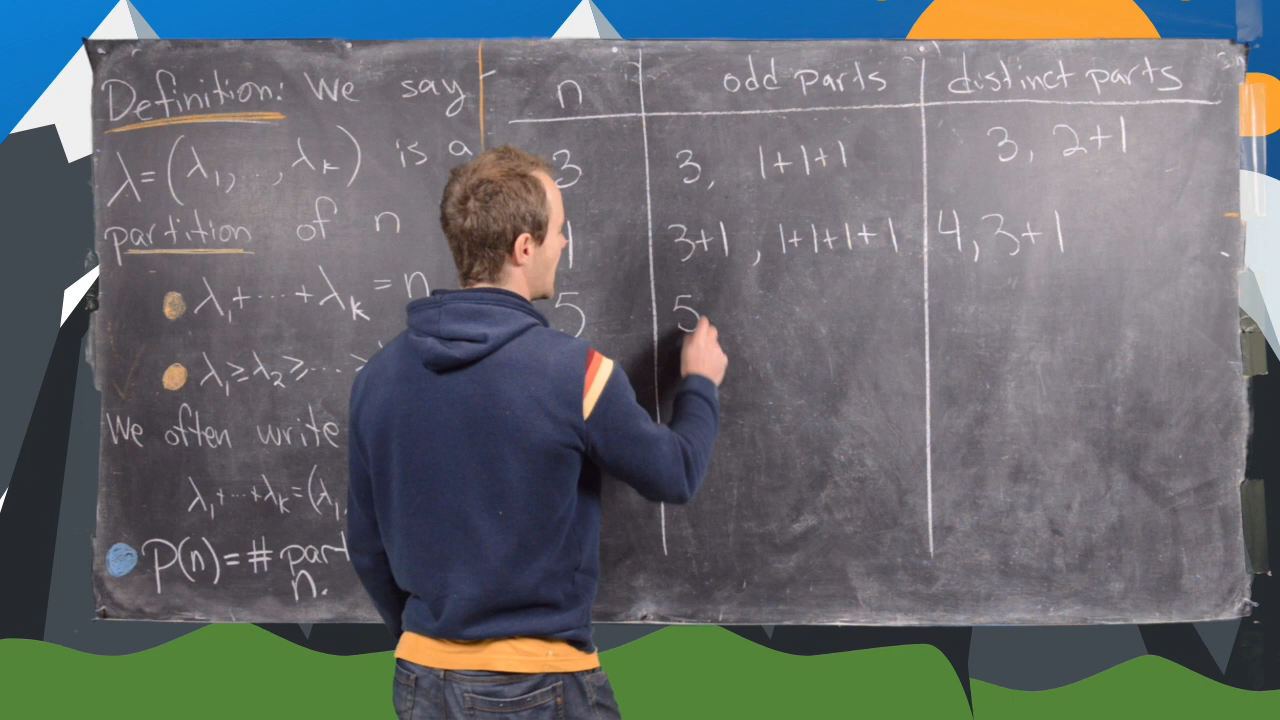 Definition: We say
λ=(λ₁,..., λₖ) is a
partition of n
λ₁+⋯+λₖ = n
λ₁≥λ₂≥⋯≥
We often write
λ₁+⋯+λₖ=(λ₁,
P(n)= # par
n.
n odd parts distinct parts
3 3, 1+1+1 3, 2+1
3+1, 1+1+1+1 4, 3+1
5 5